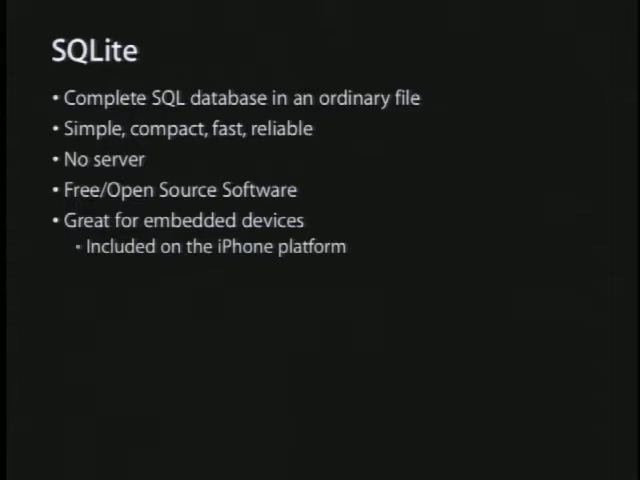 SQLite
• Complete SQL database in an ordinary file
• Simple, compact, fast, reliable
• No server
• Free/Open Source Software
• Great for embedded devices
• Included on the iPhone platform